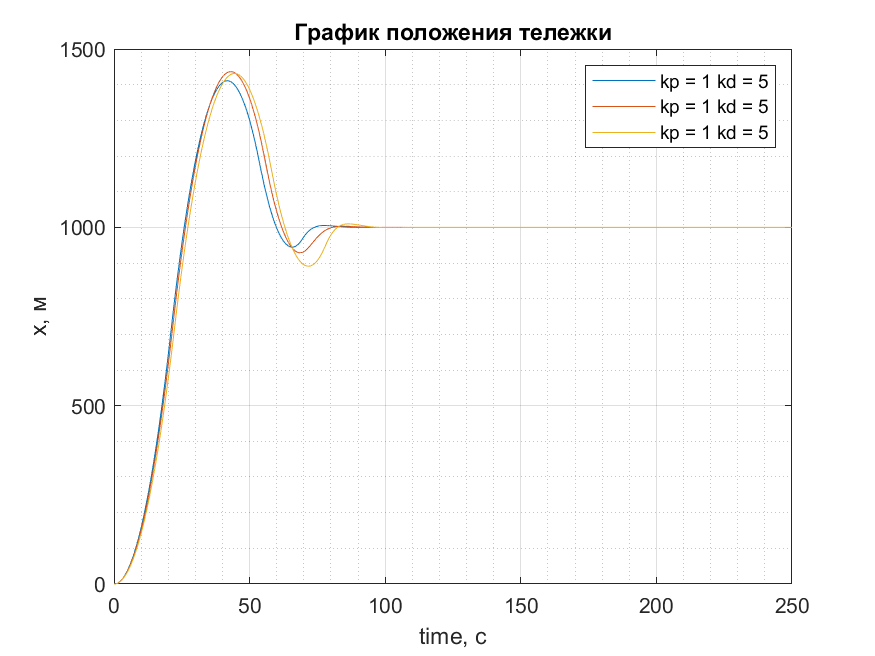 График положения тележки
1500
1000
500
0
x, м
kp = 1 kd = 5
kp = 1 kd = 5
kp = 1 kd = 5
0 50 100 150 200 250
time, с